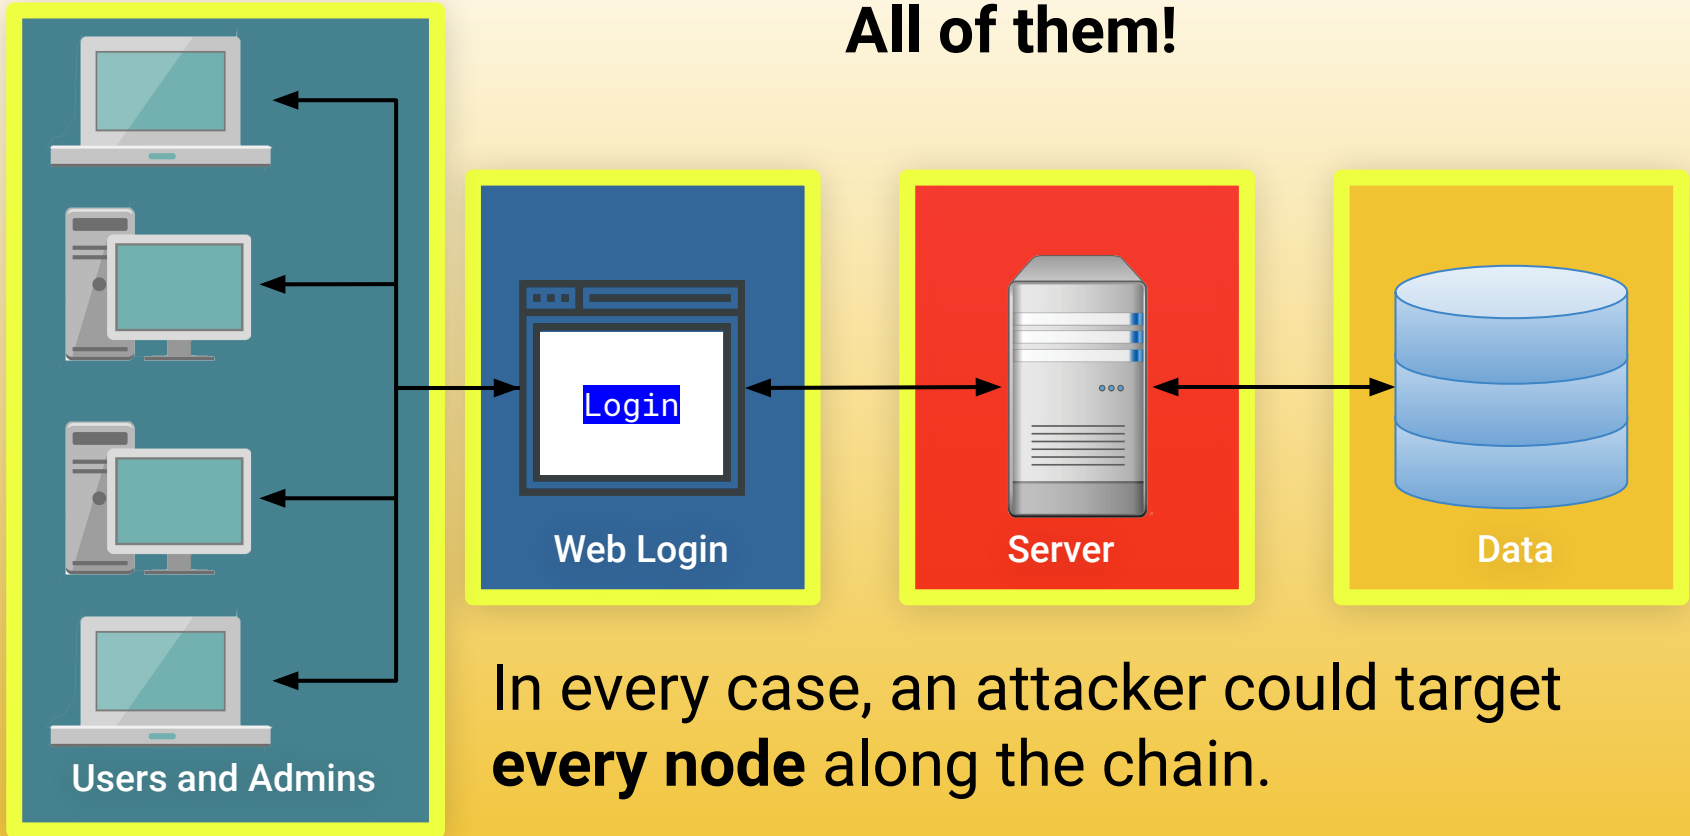 All of them!
Login
Web Login
Server
Data
Users and Admins
In every case, an attacker could target
every node along the chain.